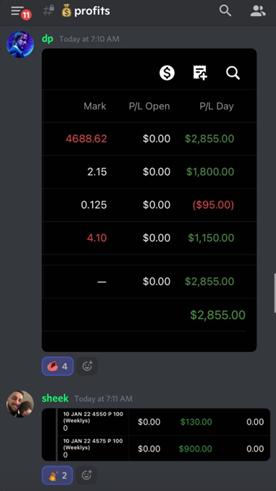 11
profits
dp Today at 7:10 AM
$
Mark P/L Open P/L Day
4688.62 $0.00 $2,855.00
2.15 $0.00 $1,800.00
0.125 $0.00 ($95.00)
4.10 $0.00 $1,150.00
— $0.00 $2,855.00
$2,855.00
4
sheek Today at 7:11 AM
10 JAN 22 4550 P 100
(Weeklys)
0 $0.00 $130.00 0.00
10 JAN 22 4575 P 100
(Weeklys)
0 $0.00 $900.00 0.00
2